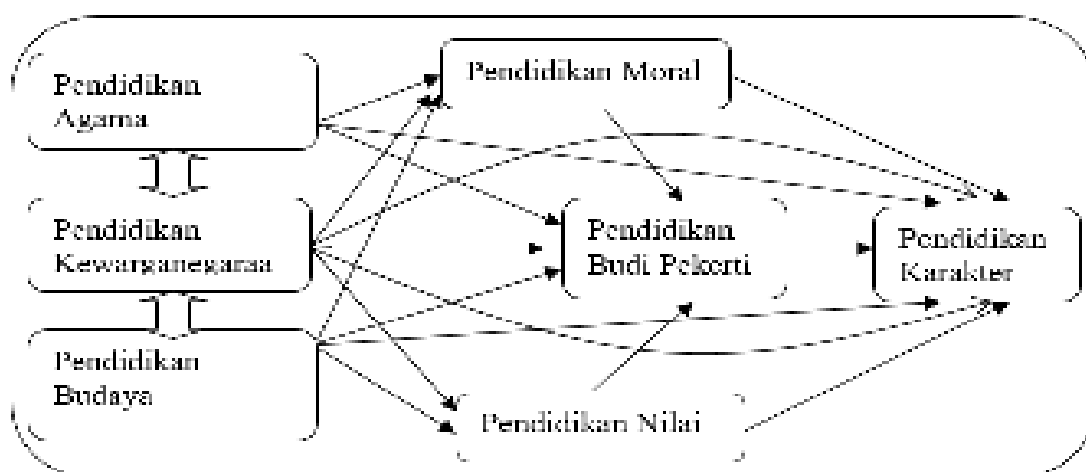 Pendidikan
Agama
Pendidikan Moral
Pendidikan
Kewarganegaraa
Pendidikan
Budi Pekerti
Pendidikan
Karakter
Pendidikan
Budaya
Pendidikan Nilai